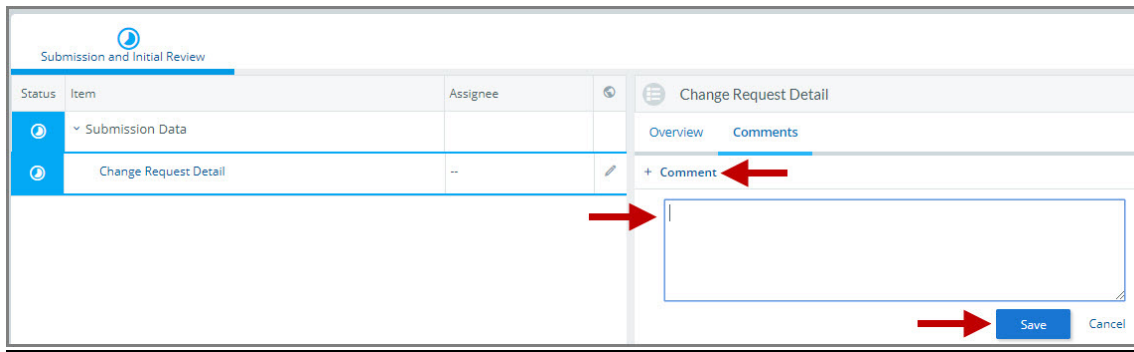 Submission and Initial Review
Status Item Assignee
Change Request Detail
Submission Data
Overview Comments
Change Request Detail --
+ Comment
Save Cancel